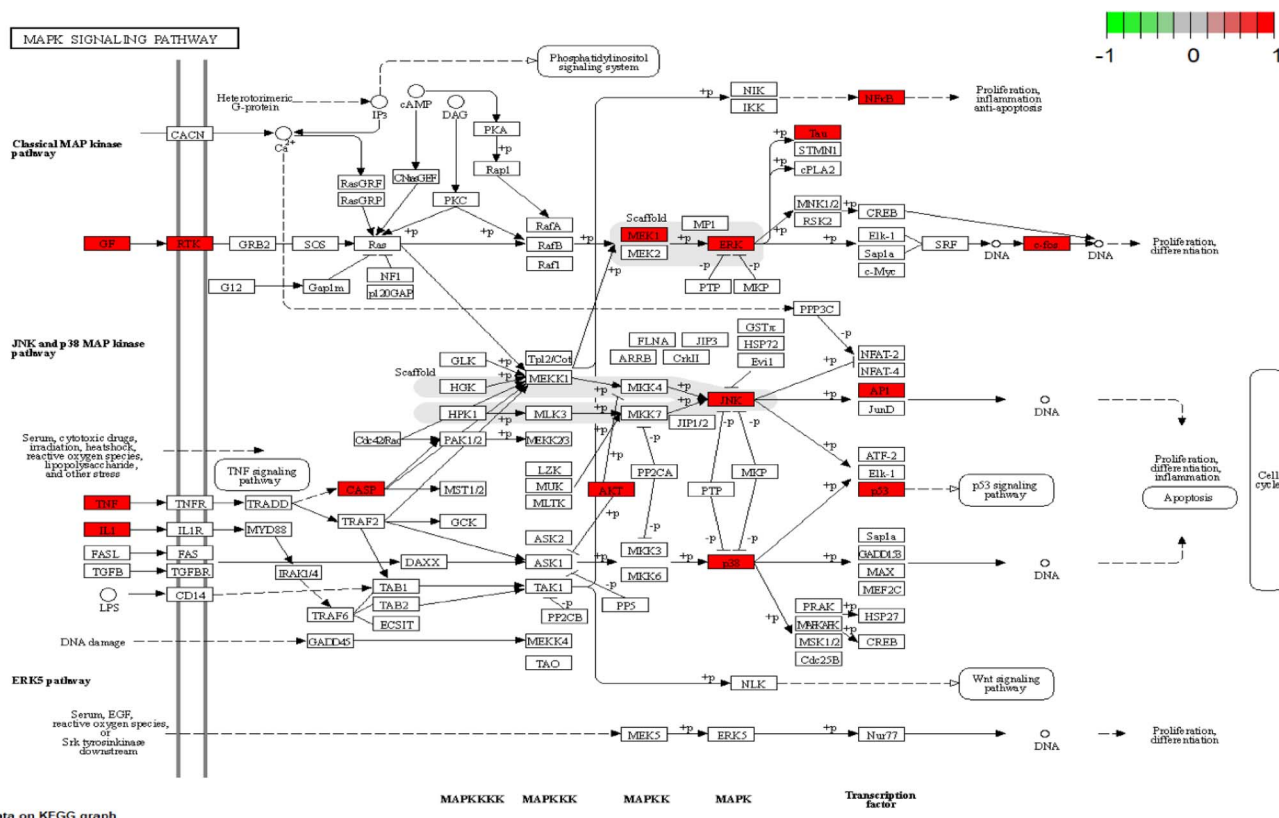 MAPK SIGNALING PATHWAY
-1 0 1
Phosphatidylinositol
signaling system
Heterotorimeric
G-protein
IP3
cAMP
DAG
NIK
IKK
+p
NFkB
Proliferation,
inflammation
anti-apoptosis
Classical MAP kinase
pathway
CACN
Ca2+
PKA
+p
Rap1
RasGRF
RasGRP
CNasGEF
PKC
Tau
STMN1
cPLA2
+p
+p
MNK1/2
RSK2
+p
CREB
GF
RTK
GRB2
SOS
Ras
+p
+p
RafA
RafB
Raf1
+p
+p
Scaffold
MEK1
MEK2
+p
MP1
ERK
+p
+p
Elk-1
Sap1a
c-Myc
SRF
DNA
c-fos
DNA
Proliferation,
differentiation
G12
Gap1m
NF1
p120GAP
-p
-p
PTP
MKP
PPP3C
-p
JNK and p38 MAP kinase
pathway
NFAT-2
NFAT-4
GLK
HGK
Scaffold
+p
+p
+p
Tpl2/Cot
MEKK1
FLNA
JIP3
ARRB
CrkII
GSTπ
HSP72
Evi1
MKK4
+p
+p
JNK
+p
AP1
JunD
DNA
HPK1
+p
MLK3
+p
MKK7
JIP1/2
Cdc42/Rac
PAK1/2
+p
MEKK2/3
+p
Serum, cytotoxic drugs,
irradiation, heatshock,
reactive oxygen species,
lipopolysaccharide,
and other stress
TNF signaling
pathway
LZK
MUK
MLTK
-p
PP2CA
-p
AKT
-p
-p
PTP
MKP
-p
-p
ATF-2
Elk-1
p53
+p
p53 signaling
pathway
Proliferation,
differentiation,
inflammation
Apoptosis
Cell
cycle
TNF
TNFR
TRADD
CASP
MST1/2
IL1
IL1R
MYD88
TRAF2
GCK
ASK2
FASL
FAS
DAXX
ASK1
+p
MKK3
MKK6
+p
p38
+p
Sap1a
GADD153
MAX
MEF2C
DNA
TGFB
TGFBR
IRAK1/4
LPS
CD14
TAB1
TAB2
ECSIT
TRAF6
TAK1
-p
PP2CB
PP5
+p
PRAK
MAPKAPK
MSK1/2
Cdc25B
+p
+p
HSP27
CREB
DNA damage
GADD45
MEKK4
TAO
ERK5 pathway
+p
NLK
Wnt signaling
pathway
Serum, EGF,
reactive oxygen species,
or
Srk tyrosinkinase
downstream
MEK5
+p
ERK5
+p
Nur77
DNA
Proliferation,
differentiation
MAPKKKK MAPKKK MAPKK MAPK Transcription
factor
on KEGG graph